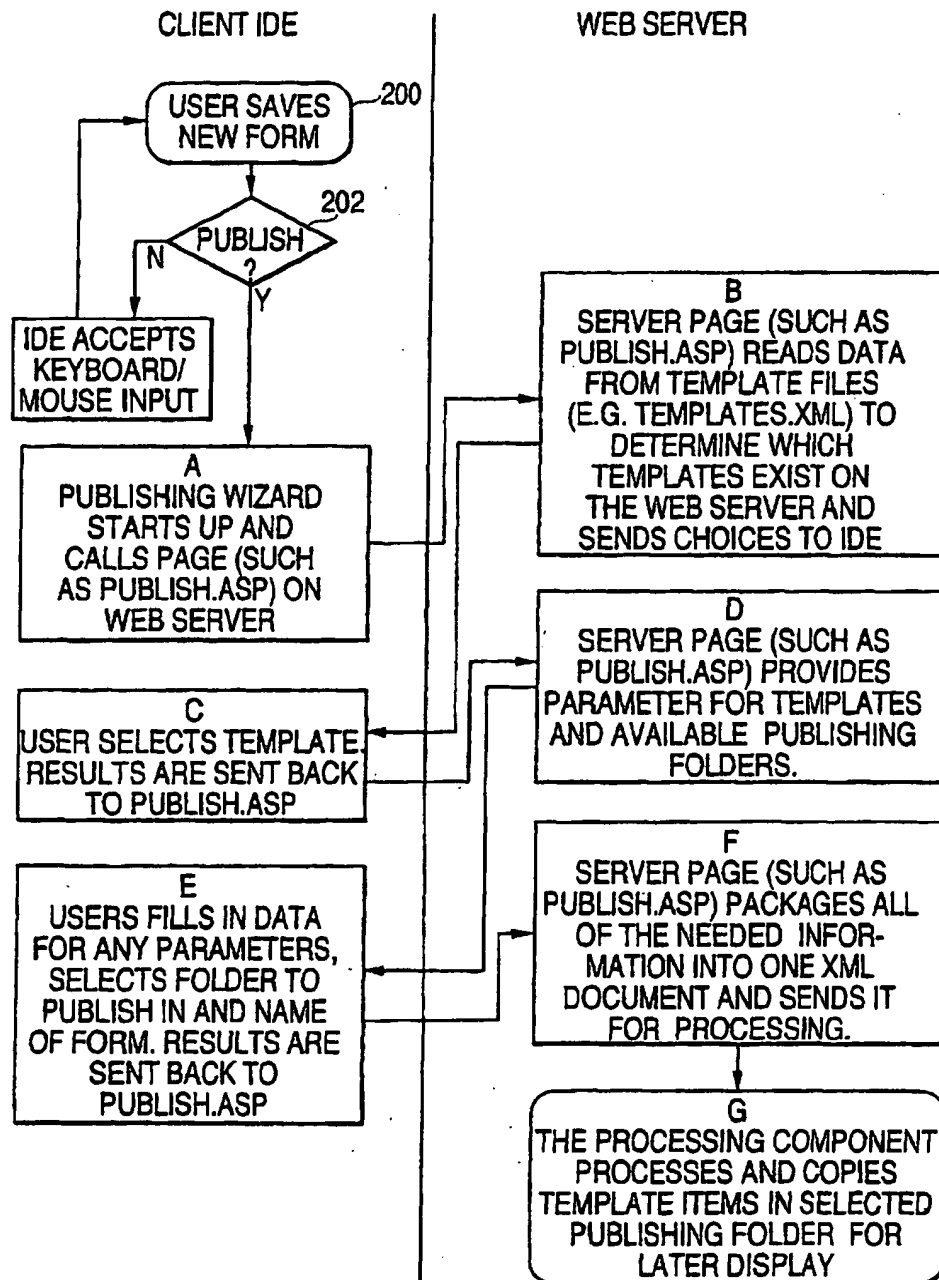 CLIENT IDE
WEB SERVER
USER SAVES
NEW FORM
200
PUBLISH
?
202
N
Y
IDE ACCEPTS
KEYBOARD/
MOUSE INPUT
A
PUBLISHING WIZARD
STARTS UP AND
CALLS PAGE (SUCH
AS PUBLISH.ASP) ON
WEB SERVER
B
SERVER PAGE (SUCH AS
PUBLISH.ASP) READS DATA
FROM TEMPLATE FILES
(E.G. TEMPLATES.XML) TO
DETERMINE WHICH
TEMPLATES EXIST ON
THE WEB SERVER AND
SENDS CHOICES TO IDE
C
USER SELECTS TEMPLATE.
RESULTS ARE SENT BACK
TO PUBLISH.ASP
D
SERVER PAGE (SUCH AS
PUBLISH.ASP) PROVIDES
PARAMETER FOR TEMPLATES
AND AVAILABLE PUBLISHING
FOLDERS.
E
USERS FILLS IN DATA
FOR ANY PARAMETERS,
SELECTS FOLDER TO
PUBLISH IN AND NAME
OF FORM. RESULTS ARE
SENT BACK TO
PUBLISH.ASP
F
SERVER PAGE (SUCH AS
PUBLISH.ASP) PACKAGES ALL
OF THE NEEDED INFOR-
MATION INTO ONE XML
DOCUMENT AND SENDS IT
FOR PROCESSING.
G
THE PROCESSING COMPONENT
PROCESSES AND COPIES
TEMPLATE ITEMS IN SELECTED
PUBLISHING FOLDER FOR
LATER DISPLAY